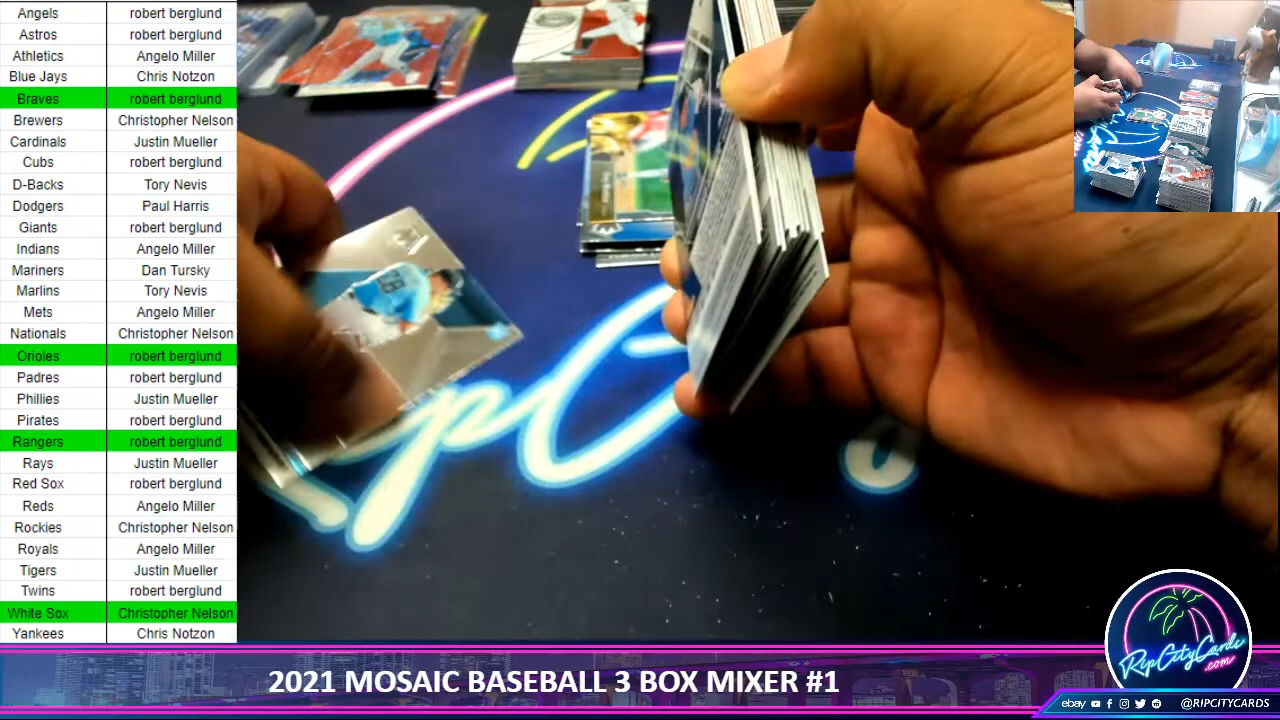 Angels robert berglund
Astros robert berglund
Athletics Angelo Miller
Blue Jays Chris Notzon
Braves robert berglund
Brewers Christopher Nelson
Cardinals Justin Mueller
Cubs robert berglund
D-Backs Tory Nevis
Dodgers Paul Harris
Giants robert berglund
Indians Angelo Miller
Mariners Dan Tursky
Marlins Tory Nevis
Mets Angelo Miller
Nationals Christopher Nelson
Orioles robert berglund
Padres robert berglund
Phillies Justin Mueller
Pirates robert berglund
Rangers robert berglund
Rays Justin Mueller
Red Sox robert berglund
Reds Angelo Miller
Rockies Christopher Nelson
Royals Angelo Miller
Tigers Justin Mueller
Twins robert berglund
White Sox Christopher Nelson
Yankees Chris Notzon
RipCityCards
.com
2021 MOSAIC BASEBALL 3 BOX MIXER #1
ebay @RIPCITYCARDS